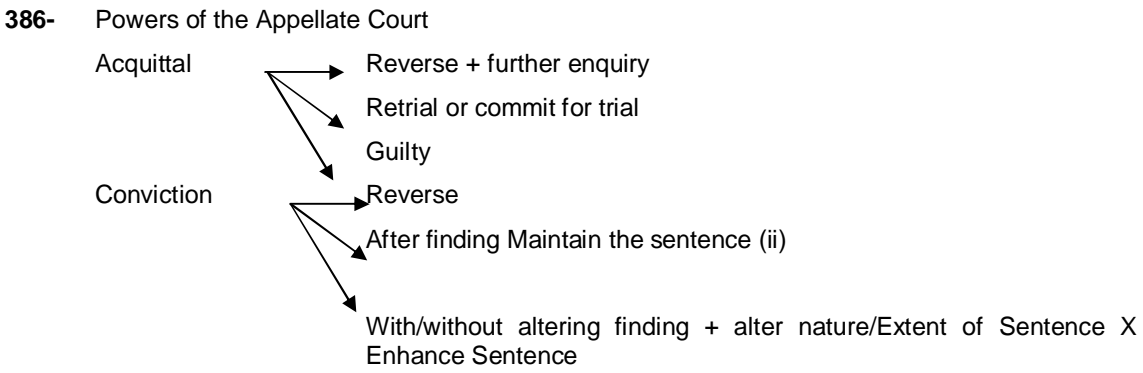 386- Powers of the Appellate Court
Acquittal Reverse + further enquiry
Retrial or commit for trial
Guilty
Conviction Reverse
After finding Maintain the sentence (ii)
With/without altering finding + alter nature/Extent of Sentence X
Enhance Sentence